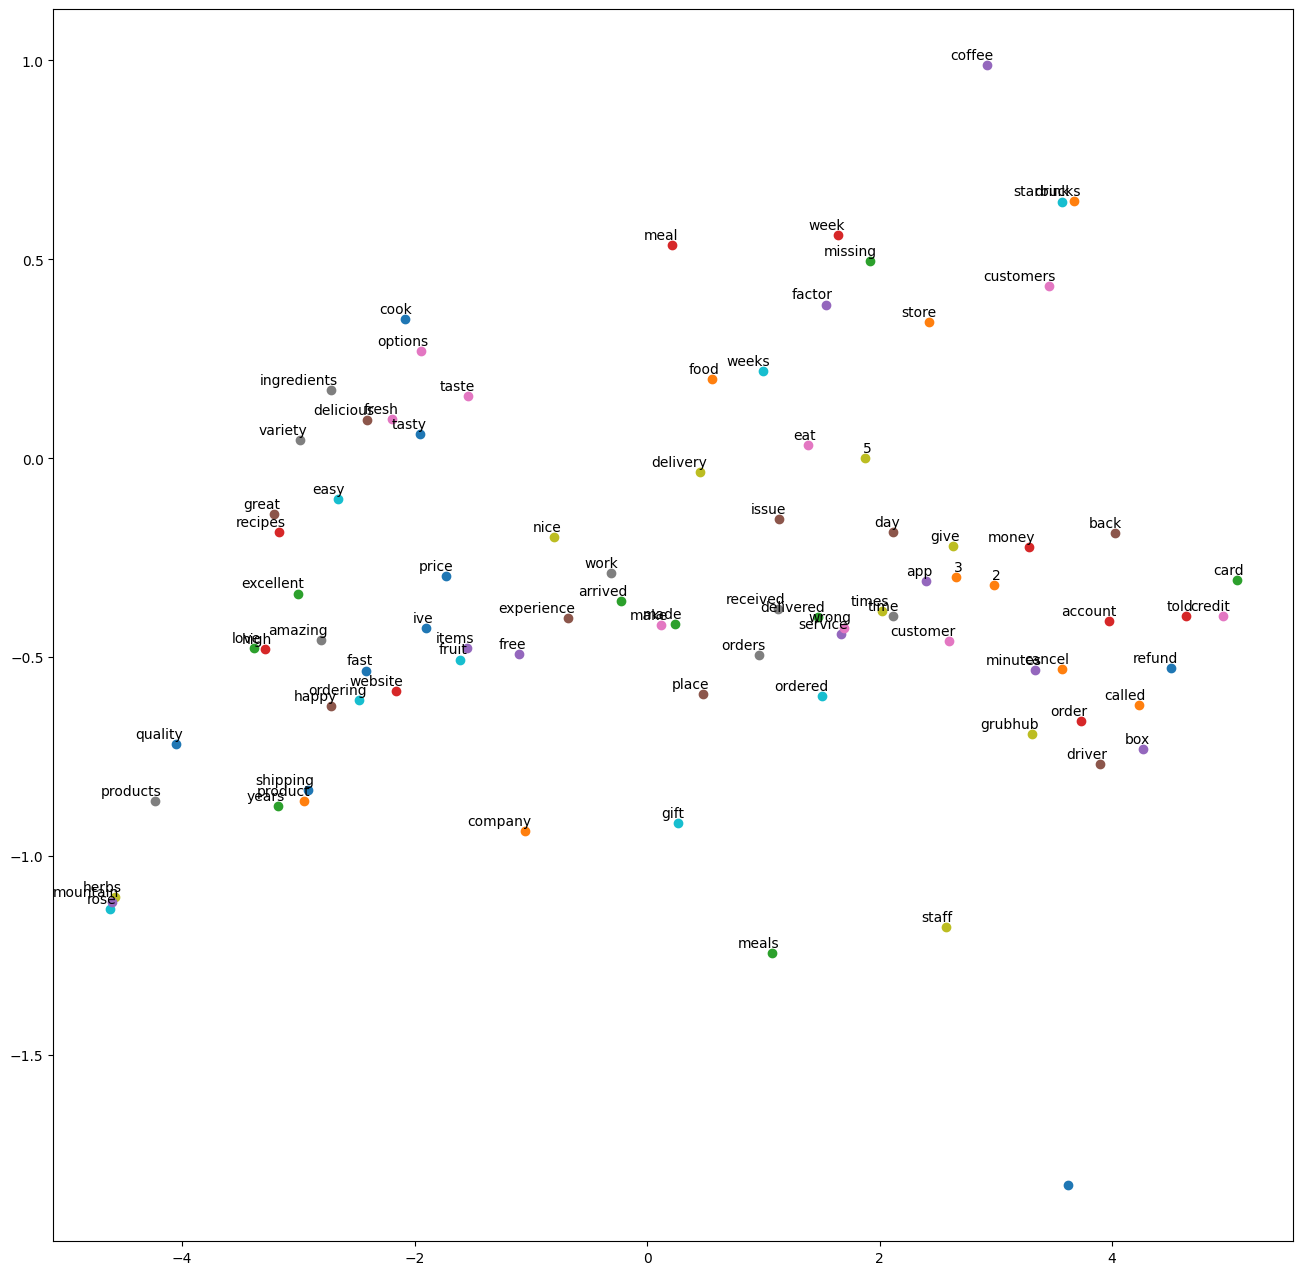 1.0
coffee
starbucks
drink
week
meal
0.5
missing
customers
factor
cook
store
options
weeks
food
ingredients
taste
delicious
fresh
tasty
variety
eat
5
0.0
delivery
easy
great
issue
recipes
day
back
nice
give
money
price
work
app
3
2
card
excellent
arrived
received
delivered
times
time
experience
make
made
wrong
account
told
credit
ive
service
amazing
love
high
items
free
orders
customer
fruit
−0.5
fast
minutes
cancel
refund
website
place
ordered
ordering
happy
called
order
quality
grubhub
box
driver
shipping
products
product
years
company
gift
−1.0
herbs
mountain
rose
staff
meals
−1.5
−4
−2
0
2
4